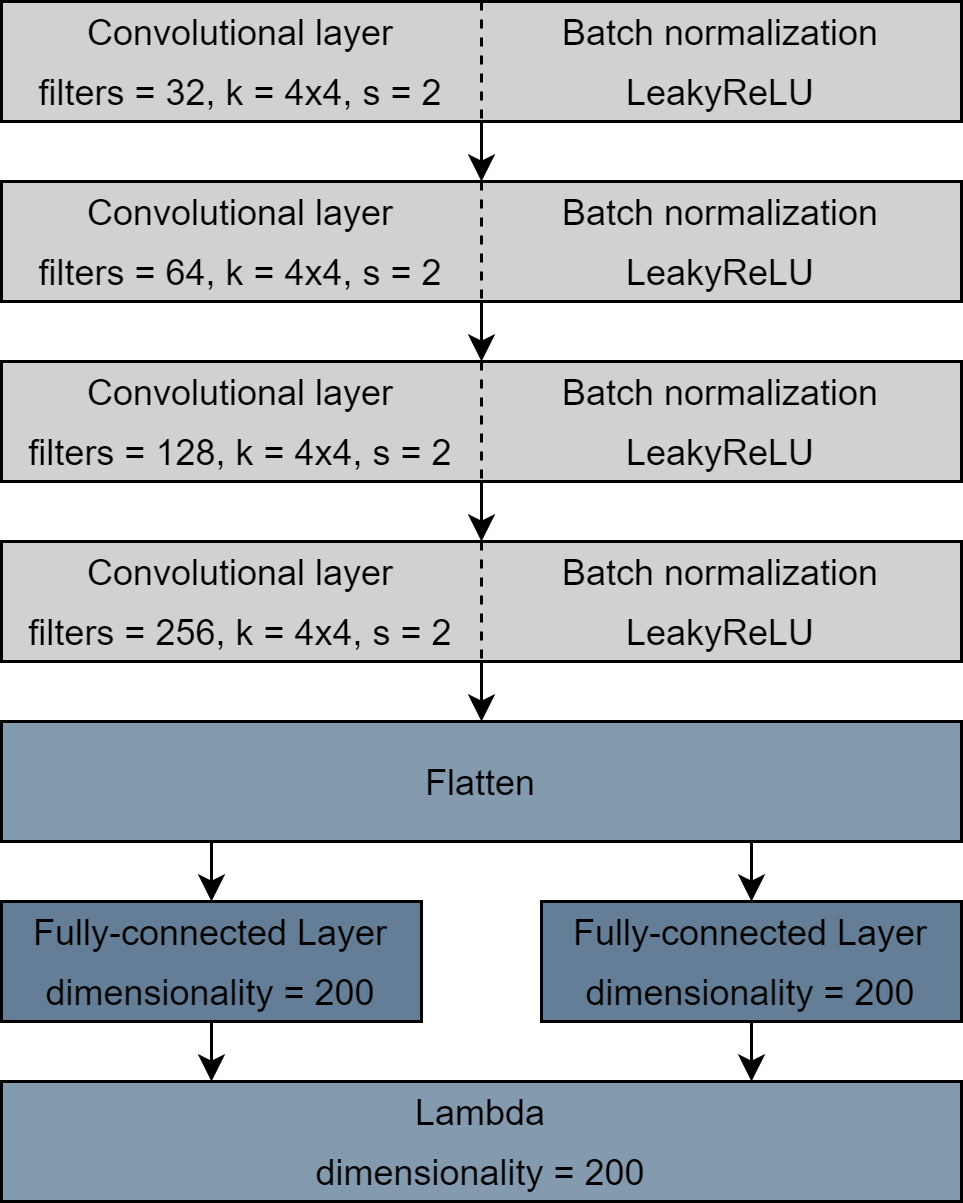 Convolutional layer
filters = 32, k = 4x4, s = 2
Batch normalization
LeakyReLU
Convolutional layer
filters = 64, k = 4x4, s = 2
Batch normalization
LeakyReLU
Convolutional layer
filters = 128, k = 4x4, s = 2
Batch normalization
LeakyReLU
Convolutional layer
filters = 256, k = 4x4, s = 2
Batch normalization
LeakyReLU
Flatten
Fully-connected Layer
dimensionality = 200
Fully-connected Layer
dimensionality = 200
Lambda
dimensionality = 200